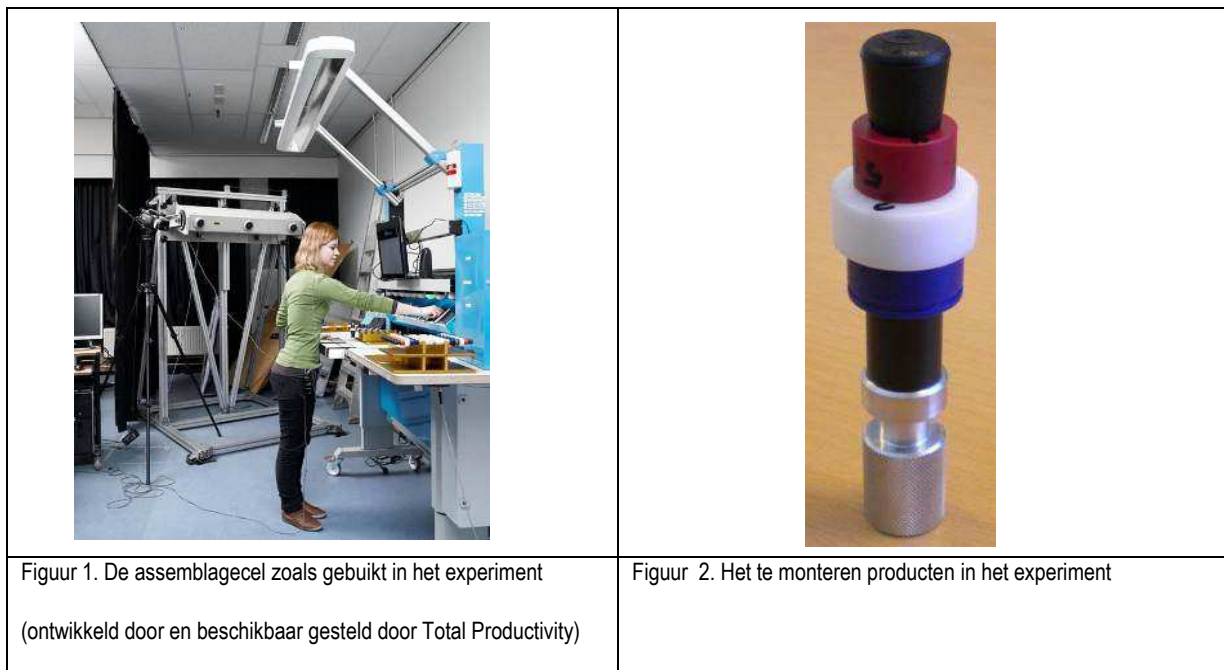 Figuur 1. De assemblagecel zoals gebuikt in het experiment
(ontwikkeld door en beschikbaar gesteld door Total Productivity)
Figuur 2. Het te monteren producten in het experiment